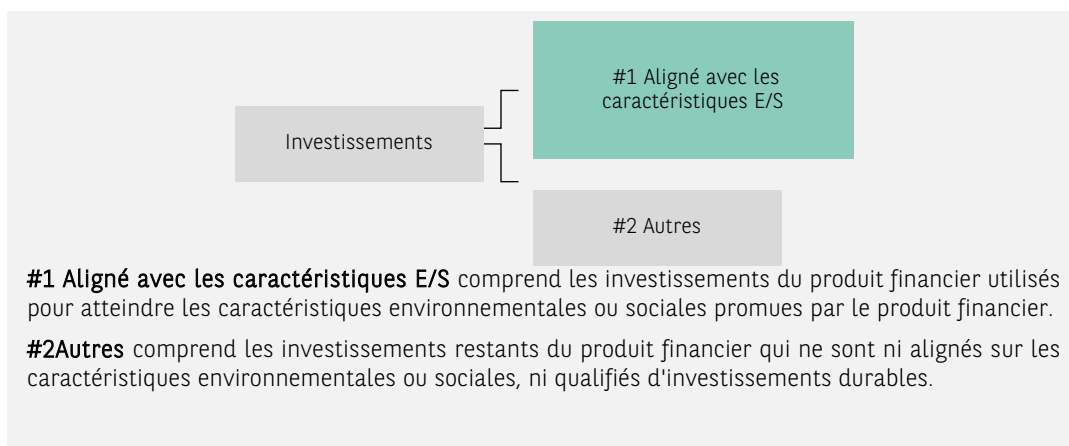 #1 Aligné avec les
caractéristiques E/S
Investissements
#2 Autres
#1 Aligné avec les caractéristiques E/S comprend les investissements du produit financier utilisés
pour atteindre les caractéristiques environnementales ou sociales promues par le produit financier.
#2Autres comprend les investissements restants du produit financier qui ne sont ni alignés sur les
caractéristiques environnementales ou sociales, ni qualifiés d'investissements durables.